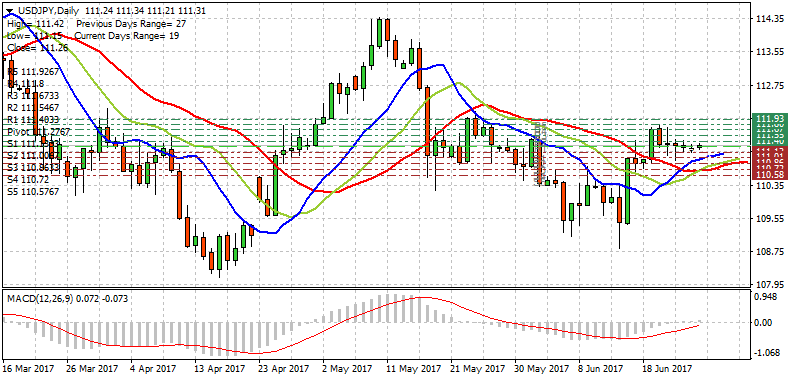 USDJPY,Daily 111.24 111.34 111.21 111.31
High= 111.42 Previous Days Range= 27
Low= 111.15 Current Days Range= 19
Close= 111.26
R5 111.9267
R4 111.8
R3 111.6733
R2 111.5467
R1 111.4033
Pivot 111.2767
S1
S2
S3 110.8633
S4 110.72
S5 110.5767
114.35
113.55
112.75
111.93
110.58
110.35
109.55
108.75
107.95
MACD(12,26,9) 0.072 -0.073
0.948
0.00
-1.068
16 Mar 2017
26 Mar 2017
4 Apr 2017
13 Apr 2017
23 Apr 2017
2 May 2017
11 May 2017
21 May 2017
30 May 2017
8 Jun 2017
18 Jun 2017